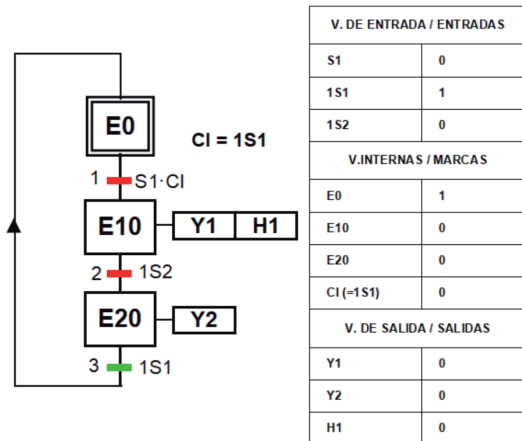 E0
CI = 1S1
1 S1·CI
E10 Y1 H1
2 1S2
E20 Y2
3 1S1
V. DE ENTRADA / ENTRADAS
S1 0
1S1 1
1S2 0
V.INTERNAS / MARCAS
E0 1
E10 0
E20 0
CI (=1S1) 0
V. DE SALIDA / SALIDAS
Y1 0
Y2 0
H1 0